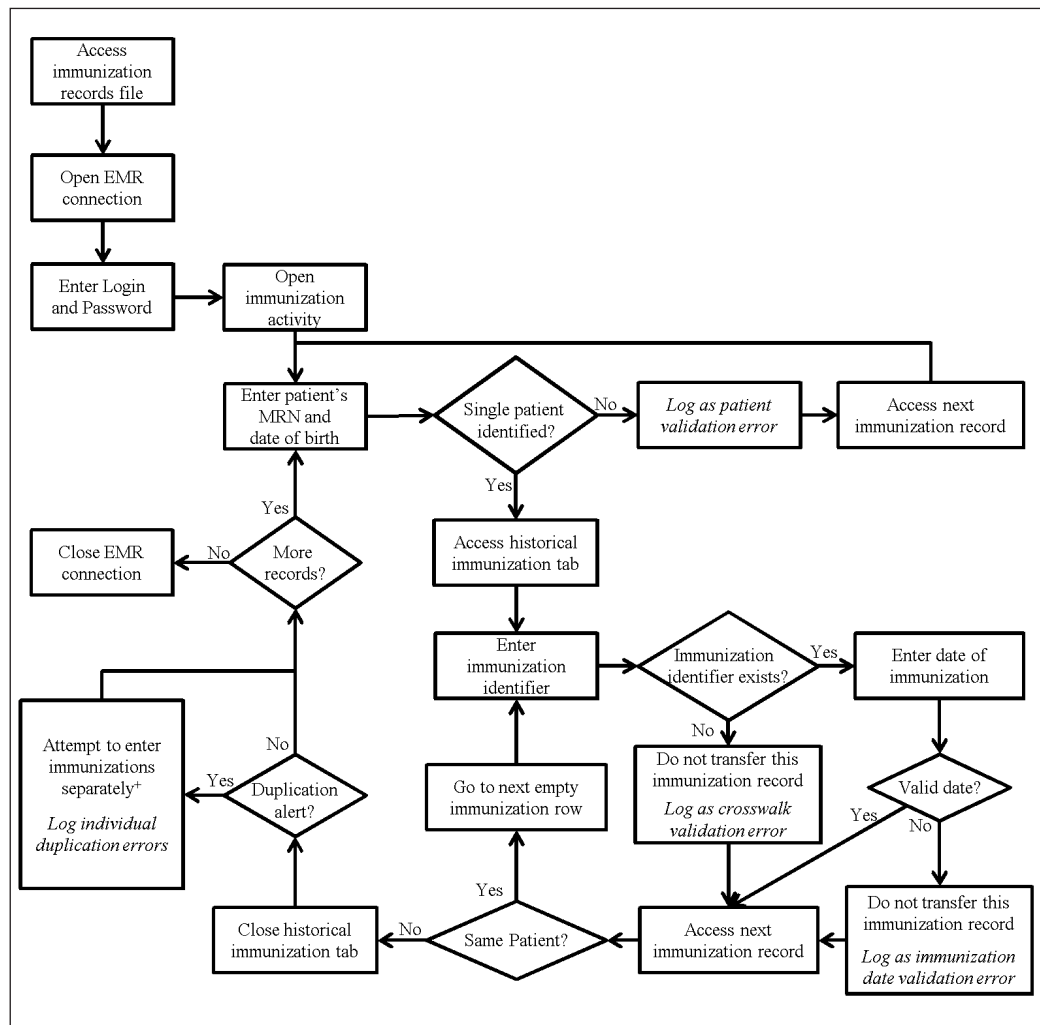 Access
immunization
records file
Open EMR
connection
Enter Login
and Password
Open
immunization
activity
Enter patient's
MRN and
date of birth
Single patient
identified?
No
Log as patient
validation error
Access next
immunization record
Yes
Access historical
immunization tab
Enter
immunization
identifier
Immunization
identifier exists?
Yes
Enter date of
immunization
No
Do not transfer this
immunization record
Log as crosswalk
validation error
Valid date?
Yes
No
Do not transfer this
immunization record
Log as immunization
date validation error
Access next
immunization record
Same Patient?
Yes
Go to next empty
immunization row
No
Close historical
immunization tab
Duplication
alert?
Yes
Attempt to enter
immunizations
separately+
Log individual
duplication errors
No
More
records?
Yes
No
Close EMR
connection